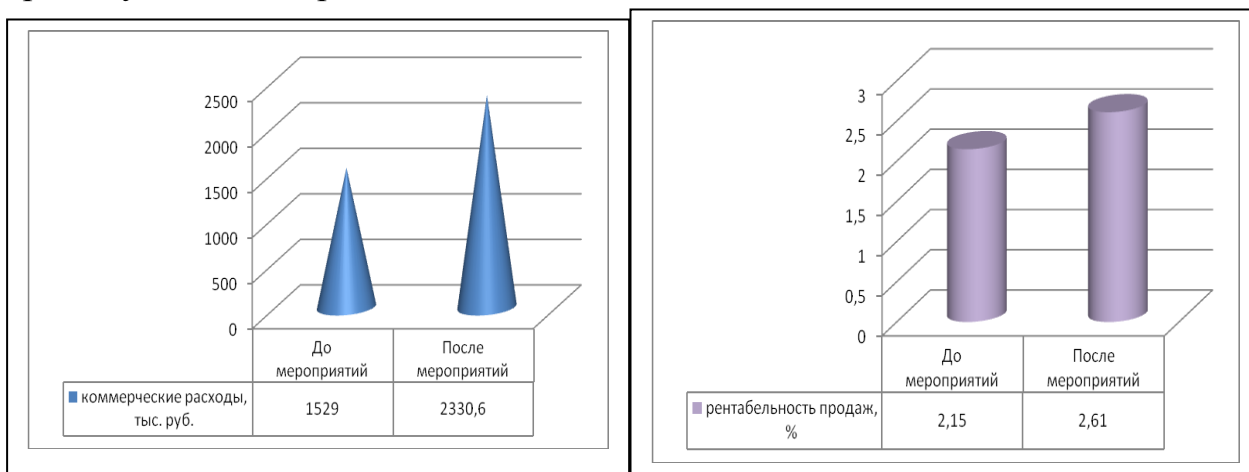 2500
2000
1500
1000
500
0
До мероприятий
После мероприятий
коммерческие расходы, тыс. руб.
1529
2330,6
3
2,5
2
1,5
1
0,5
0
До мероприятий
После мероприятий
рентабельность продаж, %
2,15
2,61